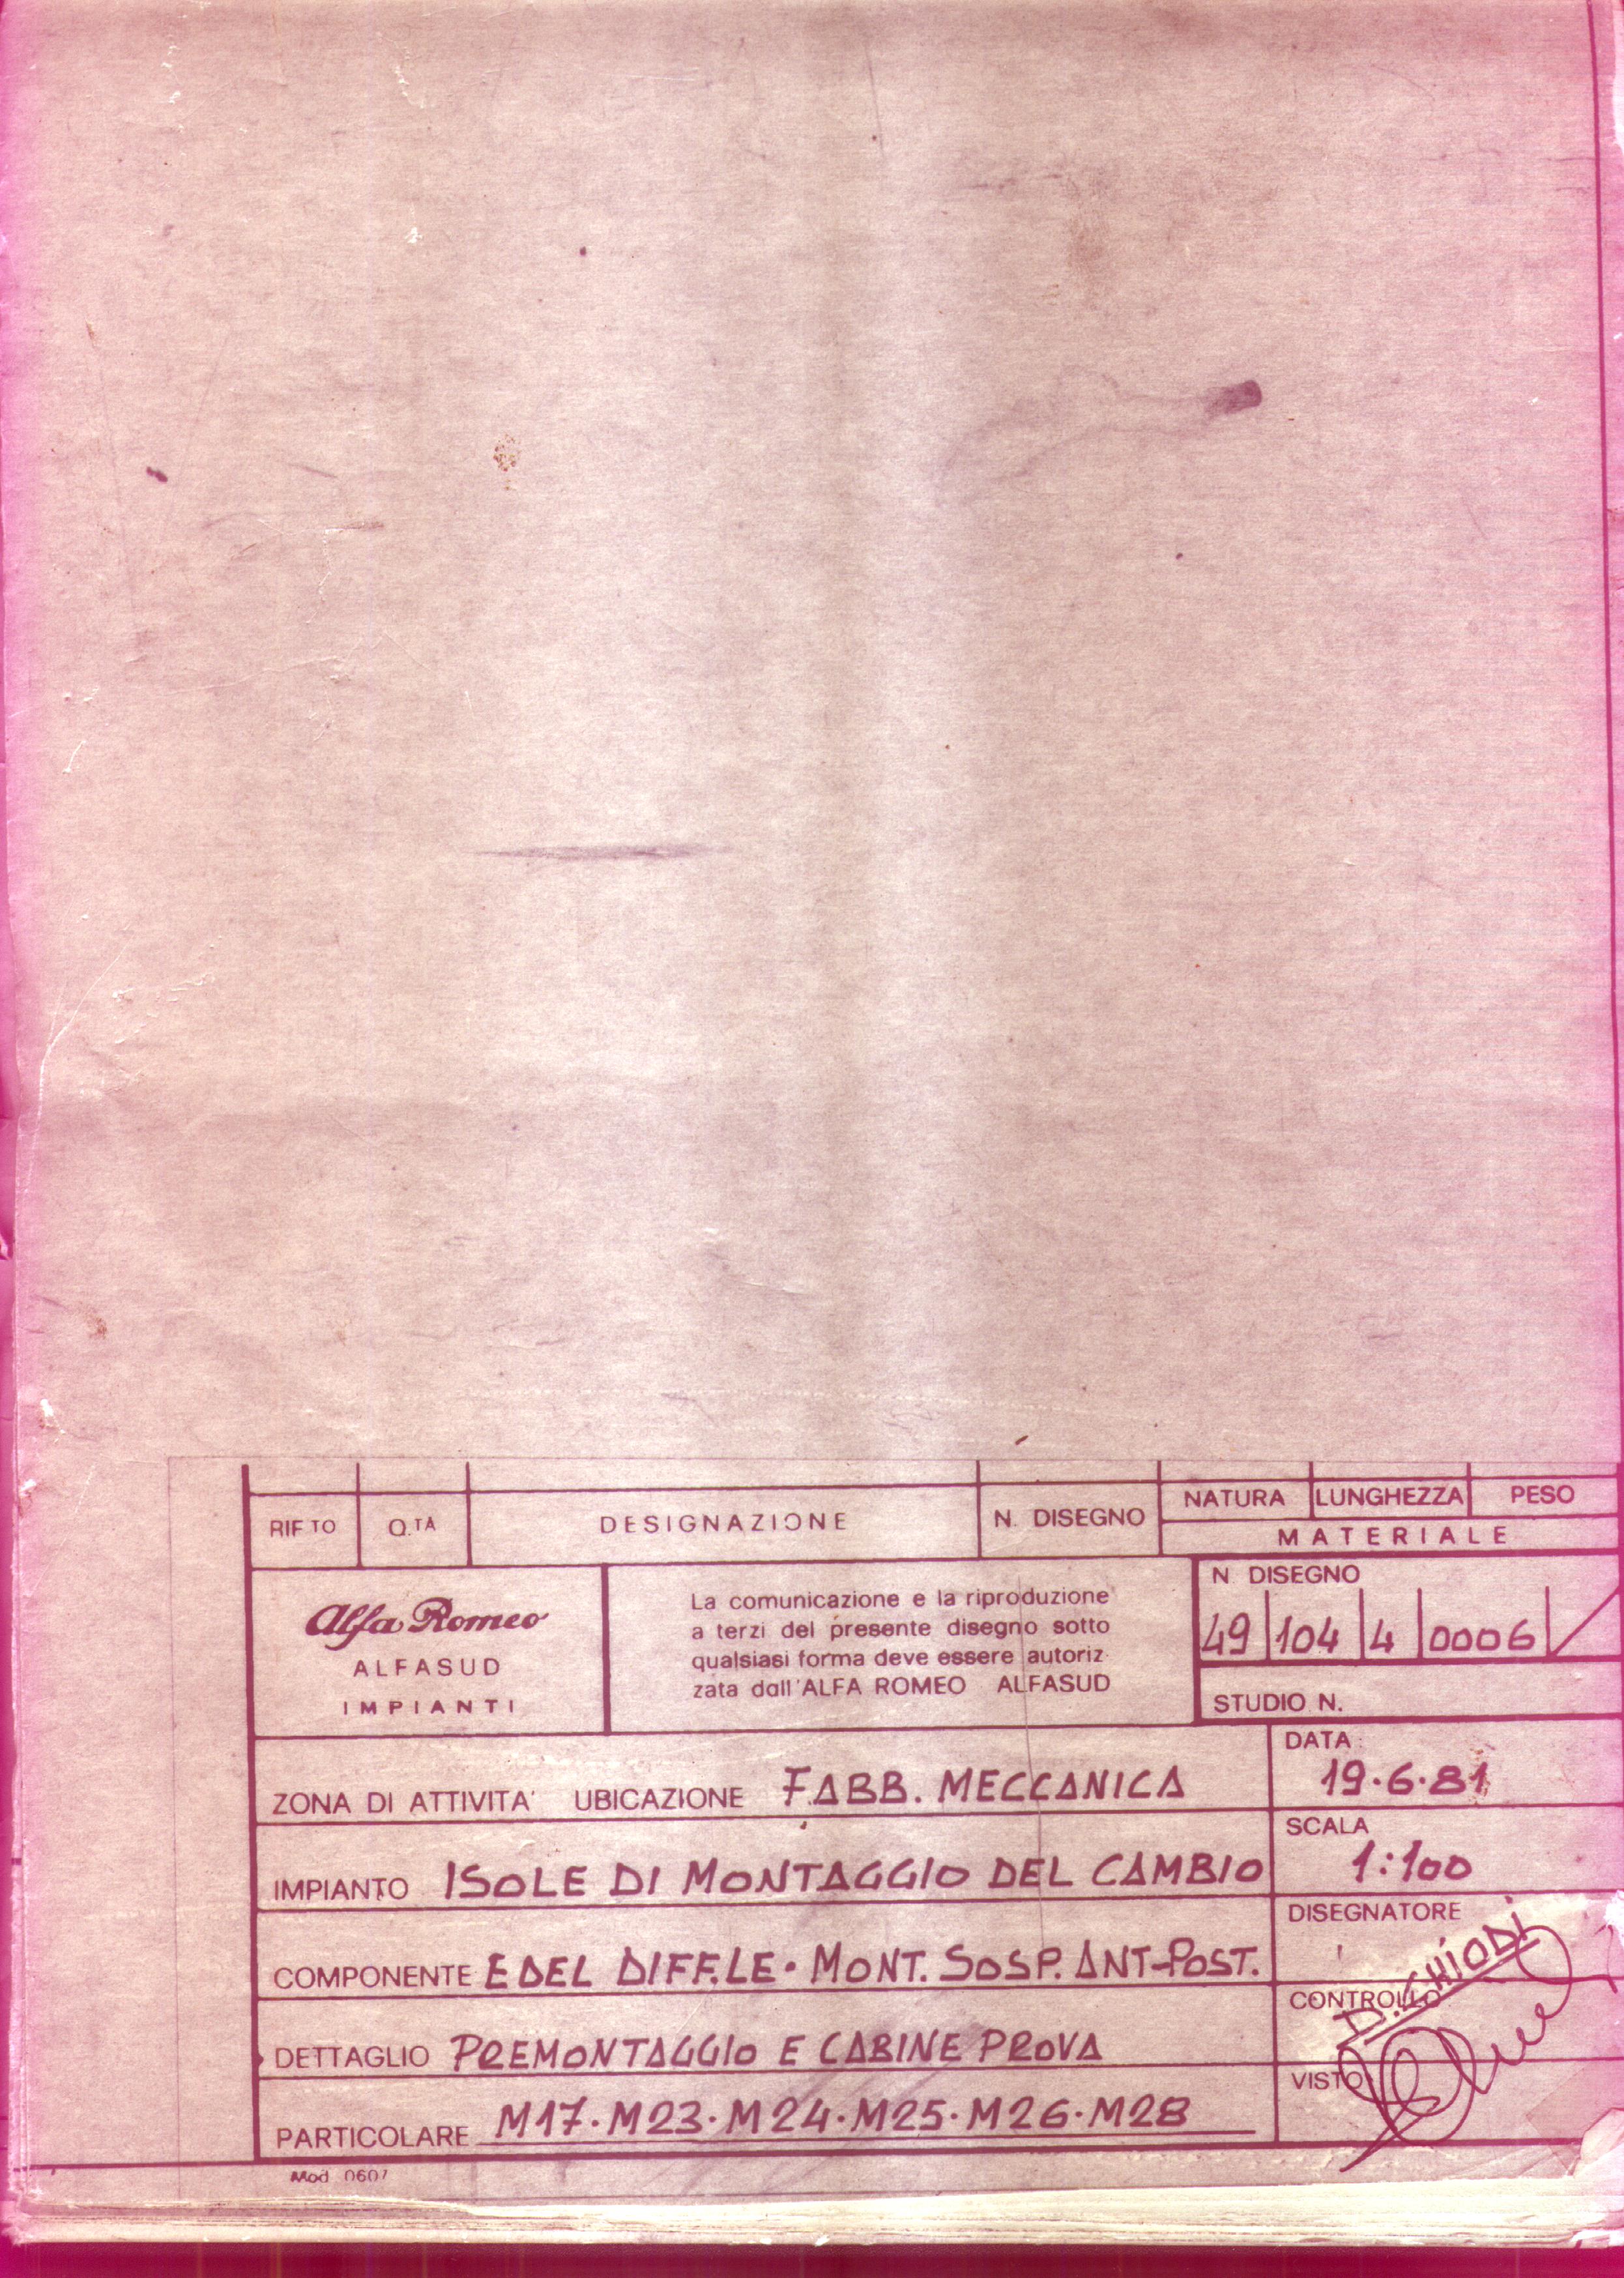 RIF TO Q.TA DESIGNAZIONE N. DISEGNO NATURA LUNGHEZZA PESO
MATERIALE
Alfa Romeo
ALFASUD
IMPIANTI
La comunicazione e la riproduzione
a terzi del presente disegno sotto
qualsiasi forma deve essere autoriz-
zata dall'ALFA ROMEO ALFASUD
N DISEGNO
49 104 4 0006
STUDIO N.
ZONA DI ATTIVITA' UBICAZIONE FABB. MECCANICA
DATA:
19.6.81
IMPIANTO ISOLE DI MONTAGGIO DEL CAMBIO
SCALA
1:100
COMPONENTE E DEL DIFF.LE. MONT. SOSP. ANT-POST.
DISEGNATORE
D. CHIODI
DETTAGLIO PREMONTAGGIO E CABINE PROVA
CONTROLLO
PARTICOLARE M17.M23.M24.M25.M26.M28
VISTO
Mod 0607